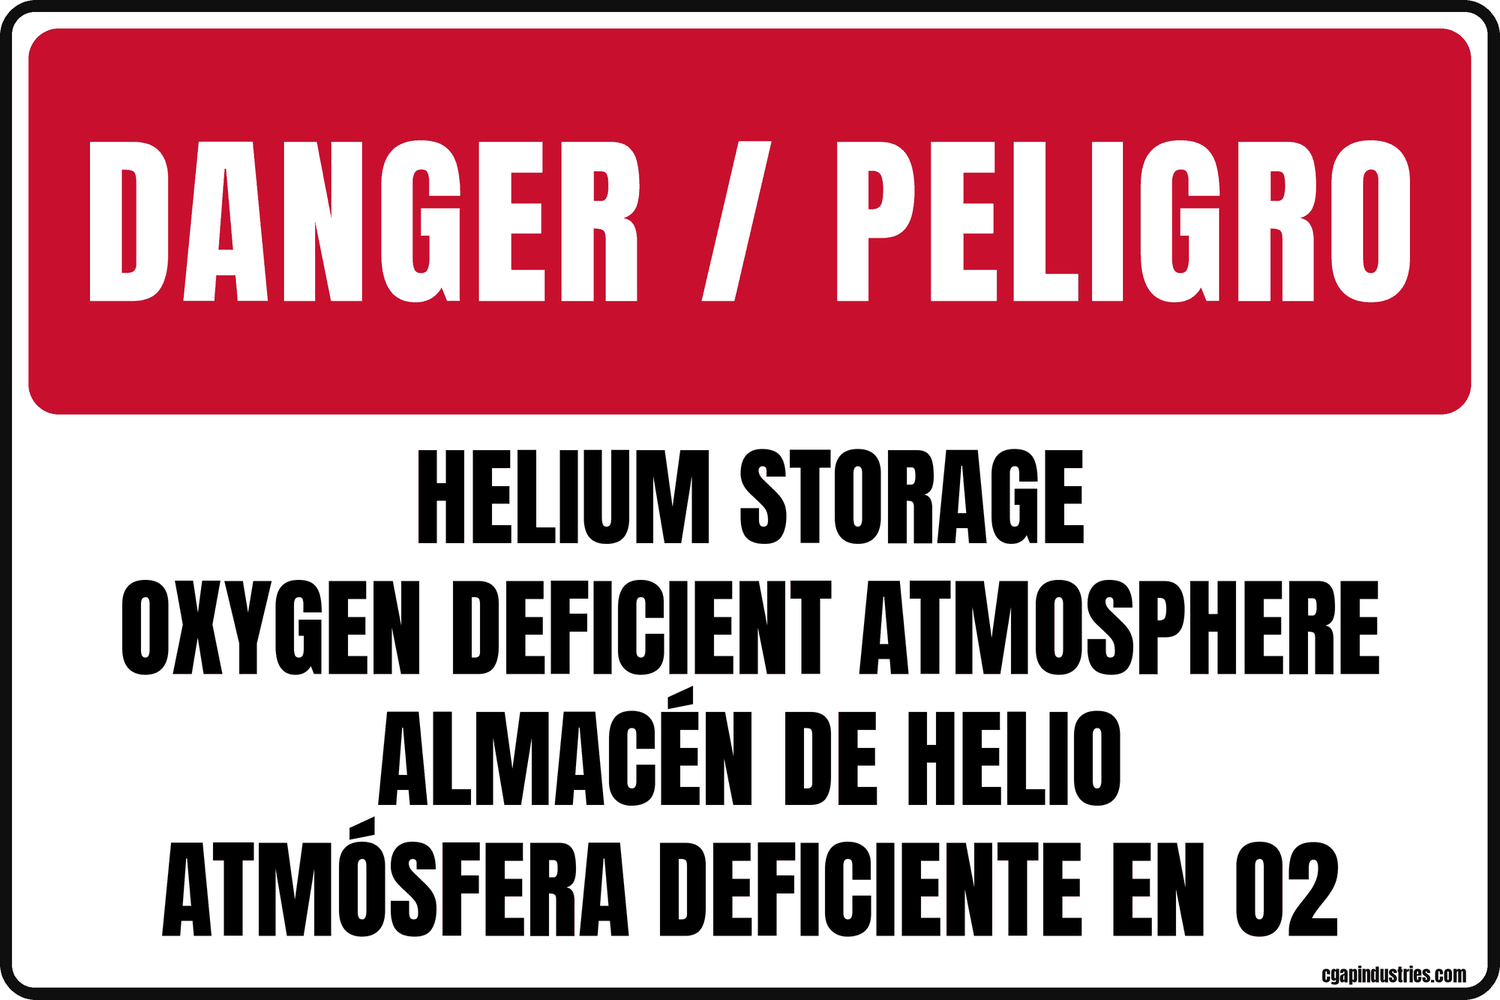 DANGER / PELIGRO
HELIUM STORAGE
OXYGEN DEFICIENT ATMOSPHERE
ALMACÉN DE HELIO
ATMÓSFERA DEFICIENTE EN O2
cgapindustries.com